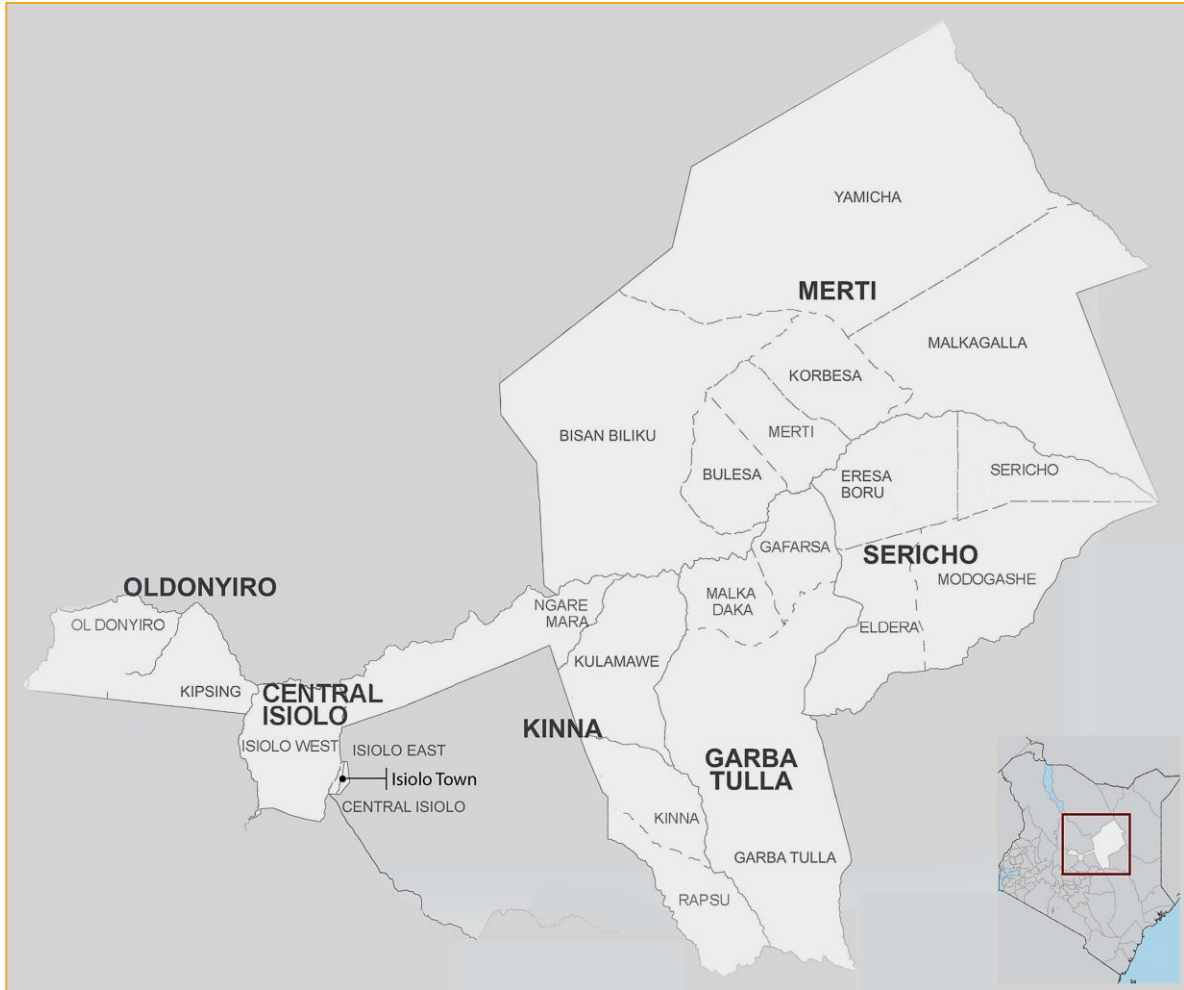 YAMICHA
MERTI
MALKAGALLA
KORBESA
BISAN BILIKU
MERTI
BULESA
ERESA
BORU
SERICHO
GAFARSA
SERICHO
MODOGASHE
OLDONYIRO
OL DONYIRO
NGARE
MARA
MALKA
DAKA
ELDERA
KULAMAWE
KIPSING
CENTRAL
ISIOLO
KINNA
ISIOLO WEST
ISIOLO EAST
GARBA
TULLA
Isiolo Town
CENTRAL ISIOLO
KINNA
GARBA TULLA
RAPSU